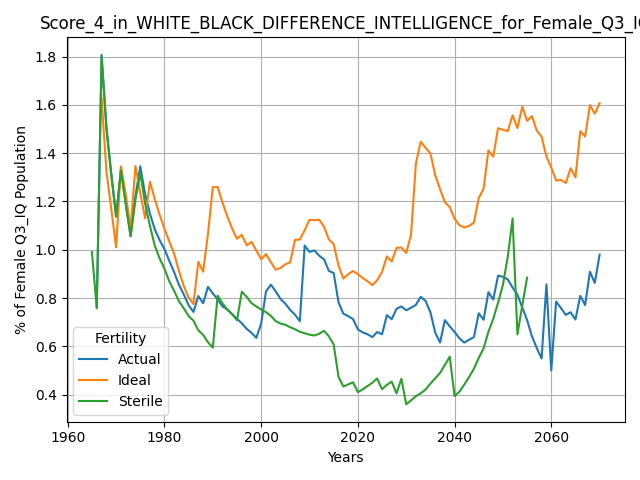 Score_4_in_WHITE_BLACK_DIFFERENCE_INTELLIGENCE_for_Female_Q3_IQ
% of Female Q3_IQ Population
1.8
1.6
1.4
1.2
1.0
0.8
0.6
0.4
Fertility
Actual
Ideal
Sterile
1960
1980
2000
2020
2040
2060
Years